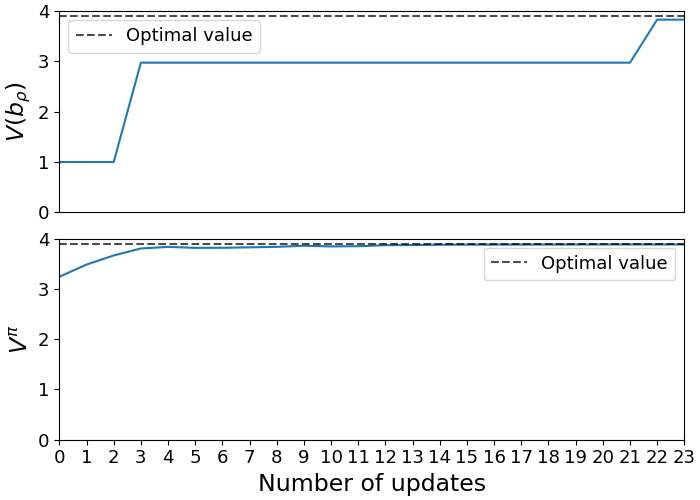 4
Optimal value
3
V(bρ)
2
1
0
4
Optimal value
3
Vπ
2
1
0
0 1 2 3 4 5 6 7 8 9 10 11 12 13 14 15 16 17 18 19 20 21 22 23
Number of updates